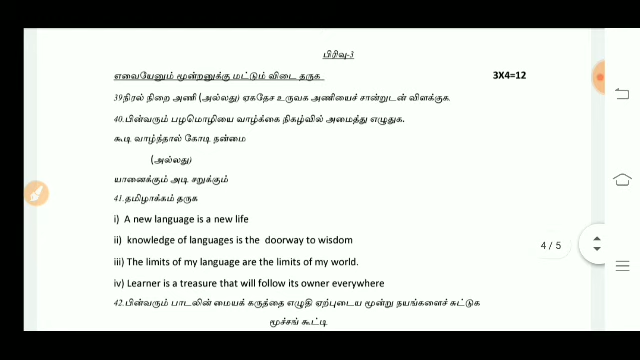 பிரிவு-3
எவையேனும் மூன்றனுக்கு மட்டும் விடை தருக 3X4=12
39நிரல் நிறை அணி (அல்லது) ஏகதேச உருவக அணியைச் சான்றுடன் விளக்குக.
40.பின்வரும் பழமொழியை வாழ்க்கை நிகழ்வில் அமைத்து எழுதுக.
கூடி வாழ்ந்தால் கோடி நன்மை
(அல்லது)
யானைக்கும் அடி சறுக்கும்
41.தமிழாக்கம் தருக
i) A new language is a new life
ii) knowledge of languages is the doorway to wisdom
4 / 5
iii) The limits of my language are the limits of my world.
iv) Learner is a treasure that will follow its owner everywhere
42.பின்வரும் பாடலின் மையக் கருத்தை எழுதி ஏற்புடைய மூன்று நயங்களைச் சுட்டுக
மூச்சங் கூட்டி